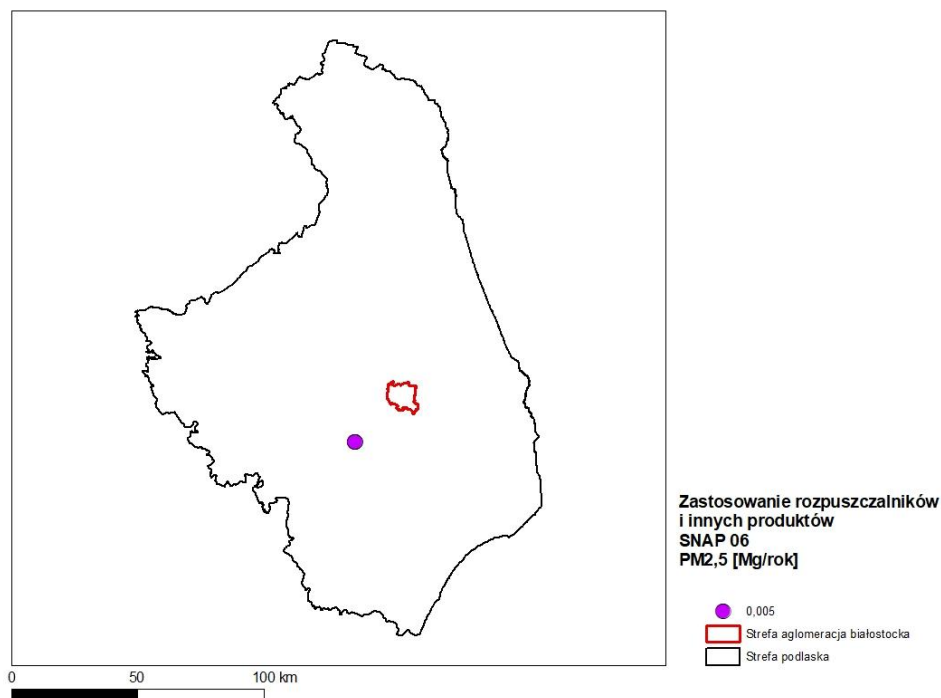 Zastosowanie rozpuszczalników
i innych produktów
SNAP 06
PM2,5 [Mg/rok]
0,005
Strefa aglomeracja białostocka
Strefa podlaska
0 50 100 km